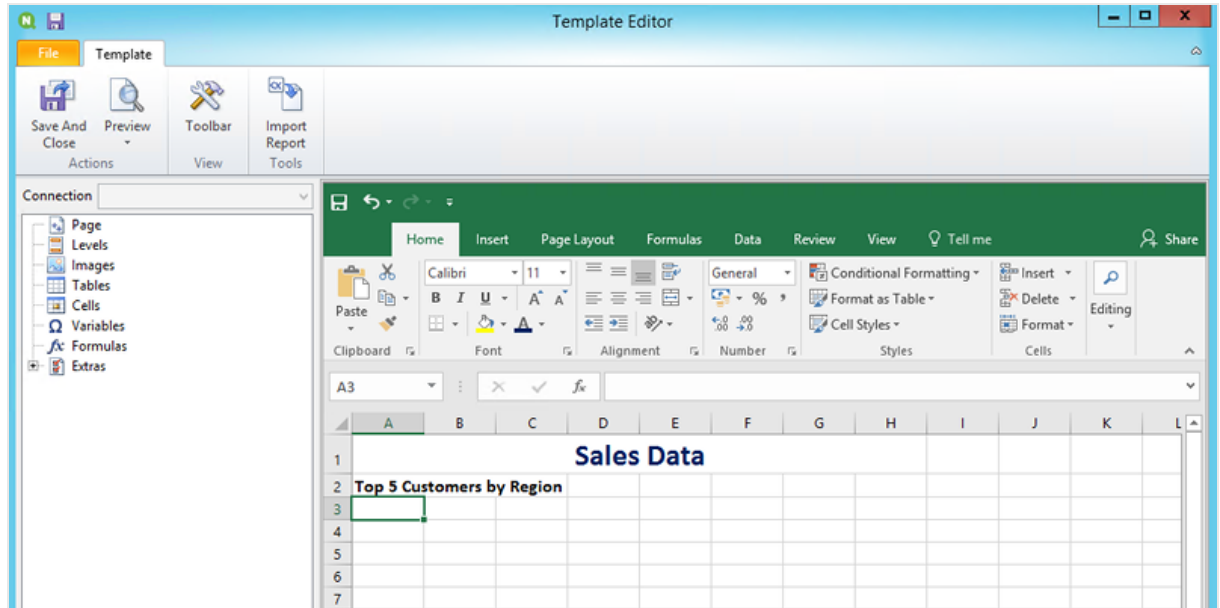 Template Editor
File Template
Save And Close
Preview
Toolbar
Import Report
Actions View Tools
Connection
Page
Levels
Images
Tables
Cells
Ω Variables
fx Formulas
Extras
Home Insert Page Layout Formulas Data Review View Tell me Share
Paste
Calibri 11
B I U A A
A
General
% ,
.00 .0
Conditional Formatting
Format as Table
Cell Styles
Insert
Delete
Format
Editing
Clipboard Font Alignment Number Styles Cells
A3 fx
A B C D E F G H I J K L
1 Sales Data
2 Top 5 Customers by Region
3
4
5
6
7